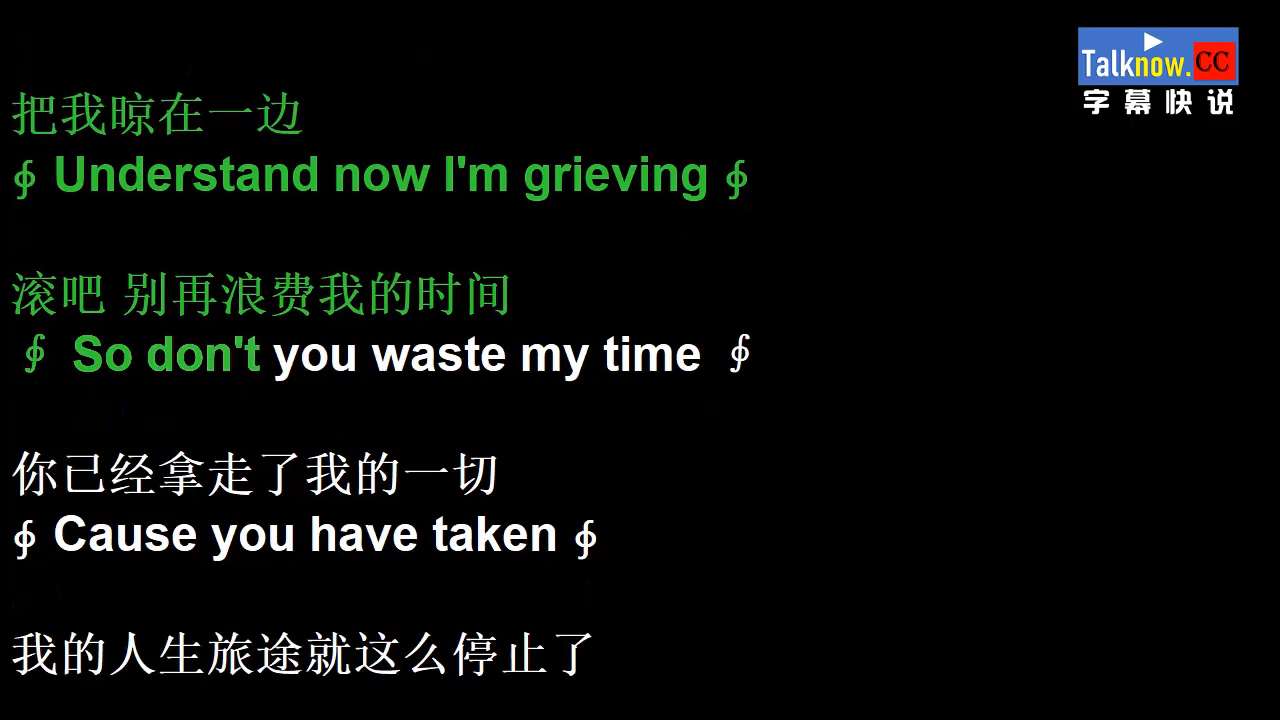 Talknow.CC
字幕快说
把我晾在一边
∮ Understand now I'm grieving ∮
滚吧 别再浪费我的时间
∮ So don't you waste my time ∮
你已经拿走了我的一切
∮ Cause you have taken ∮
我的人生旅途就这么停止了